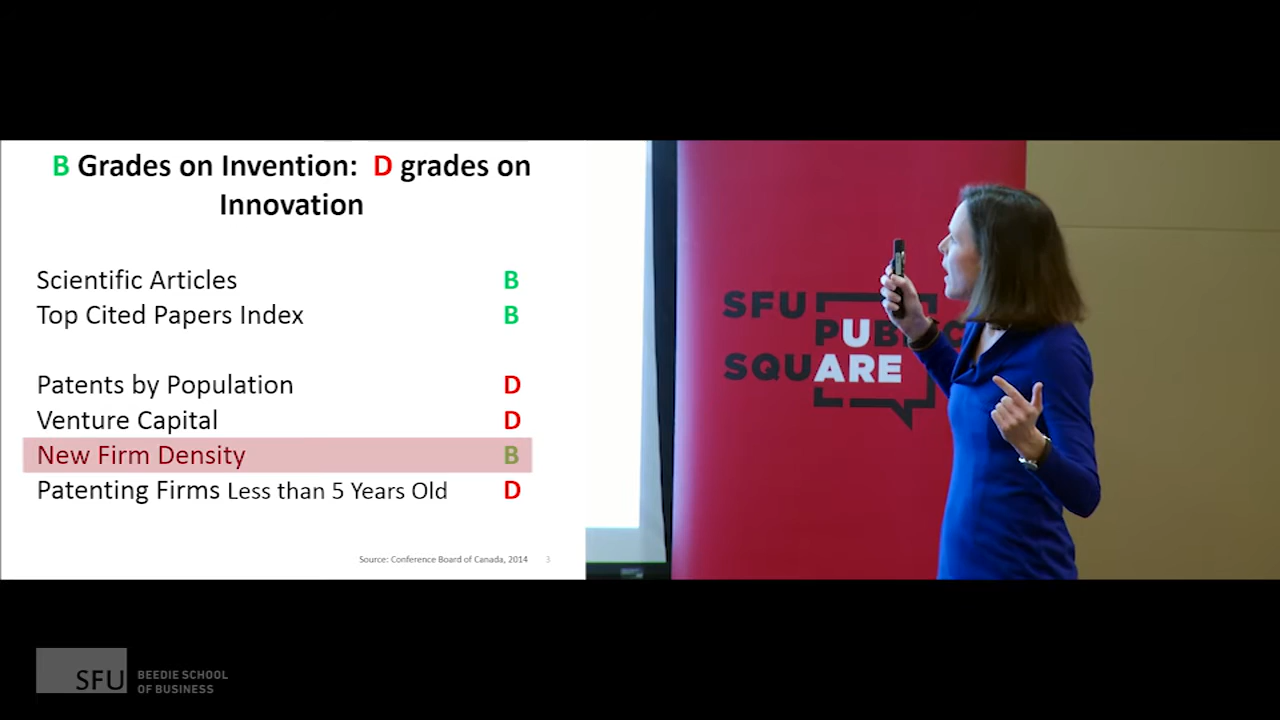 B Grades on Invention: D grades on
Innovation
Scientific Articles B
Top Cited Papers Index B
Patents by Population D
Venture Capital D
New Firm Density B
Patenting Firms Less than 5 Years Old D
Source: Conference Board of Canada, 2014 3
SFU
PUBLIC
SQUARE
SFU BEEDIE SCHOOL
OF BUSINESS